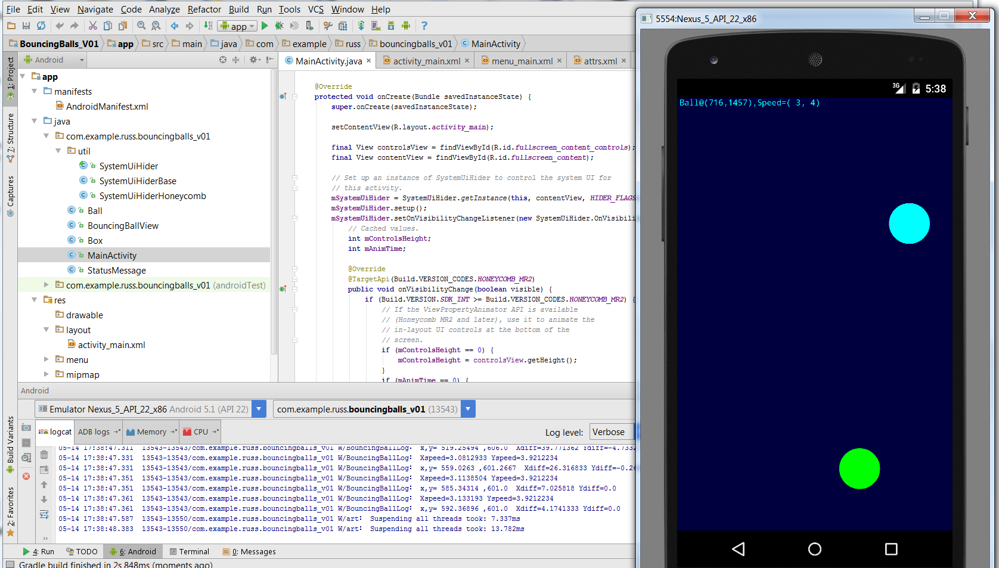 File Edit View Navigate Code Analyze Refactor Build Run Tools VCS Window Help
app
BouncingBalls_V01 app src main java com example russ bouncingballs_v01 MainActivity
Android
MainActivity.java activity_main.xml menu_main.xml attrs.xml
1: Project
7: Structure
Captures
Build Variants
2: Favorites
app
manifests
AndroidManifest.xml
java
com.example.russ.bouncingballs_v01
util
SystemUiHider
SystemUiHiderBase
SystemUiHiderHoneycomb
Ball
BouncingBallView
Box
MainActivity
StatusMessage
com.example.russ.bouncingballs_v01 (androidTest)
res
drawable
layout
activity_main.xml
menu
mipmap
@Override
protected void onCreate(Bundle savedInstanceState) {
super.onCreate(savedInstanceState);
setContentView(R.layout.activity_main);
final View controlsView = findViewById(R.id.fullscreen_content_controls);
final View contentView = findViewById(R.id.fullscreen_content);
// Set up an instance of SystemUiHider to control the system UI for
// this activity.
mSystemUiHider = SystemUiHider.getInstance(this, contentView, HIDER_FLAGS
mSystemUiHider.setup();
mSystemUiHider.setOnVisibilityChangeListener(new SystemUiHider.OnVisibili
// Cached values.
int mControlsHeight;
int mAnimTime;
@Override
@TargetApi(Build.VERSION_CODES.HONEYCOMB_MR2)
public void onVisibilityChange(boolean visible) {
if (Build.VERSION.SDK_INT >= Build.VERSION_CODES.HONEYCOMB_MR2) {
// If the ViewPropertyAnimator API is available
// (Honeycomb MR2 and later), use it to animate the
// in-layout UI controls at the bottom of the
// screen.
if (mControlsHeight == 0) {
mControlsHeight = controlsView.getHeight();
}
if (mAnimTime == 0) {
Android
Emulator Nexus_5_API_22_x86 Android 5.1 (API 22) com.example.russ.bouncingballs_v01 (13543)
logcat ADB logs Memory CPU Log level: Verbose
05-14 17:38:47.311 13543-13543/com.example.russ.bouncingballs_v01 W/BouncingBallLog: x,y= 519.25494 ,606.0 Xdiff=39.771362 Ydiff=-4.7332
05-14 17:38:47.331 13543-13543/com.example.russ.bouncingballs_v01 W/BouncingBallLog: Xspeed=3.0812933 Yspeed=3.9212234
05-14 17:38:47.331 13543-13543/com.example.russ.bouncingballs_v01 W/BouncingBallLog: x,y= 559.0263 ,601.2667 Xdiff=26.316833 Ydiff=-0.26
05-14 17:38:47.351 13543-13543/com.example.russ.bouncingballs_v01 W/BouncingBallLog: Xspeed=3.1138504 Yspeed=3.9212234
05-14 17:38:47.351 13543-13543/com.example.russ.bouncingballs_v01 W/BouncingBallLog: x,y= 585.34314 ,601.0 Xdiff=7.025818 Ydiff=0.0
05-14 17:38:47.361 13543-13543/com.example.russ.bouncingballs_v01 W/BouncingBallLog: Xspeed=3.133193 Yspeed=3.9212234
05-14 17:38:47.361 13543-13543/com.example.russ.bouncingballs_v01 W/BouncingBallLog: x,y= 592.36896 ,601.0 Xdiff=4.1741333 Ydiff=0.0
05-14 17:38:47.587 13543-13550/com.example.russ.bouncingballs_v01 W/art: Suspending all threads took: 7.337ms
05-14 17:38:48.383 13543-13550/com.example.russ.bouncingballs_v01 W/art: Suspending all threads took: 13.782ms
4: Run TODO 6: Android Terminal 0: Messages
Gradle build finished in 2s 848ms (moments ago)
5554:Nexus_5_API_22_x86
3G 5:38
Ball@(716,1457),Speed=( 3, 4)